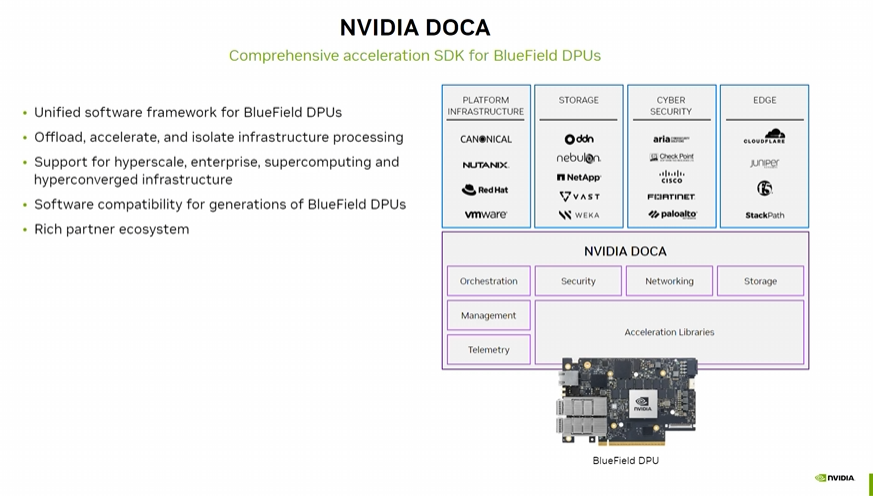 NVIDIA DOCA
Comprehensive acceleration SDK for BlueField DPUs
• Unified software framework for BlueField DPUs
• Offload, accelerate, and isolate infrastructure processing
• Support for hyperscale, enterprise, supercomputing and
hyperconverged infrastructure
• Software compatibility for generations of BlueField DPUs
• Rich partner ecosystem
PLATFORM
INFRASTRUCTURE
CANONICAL
NUTANIX
Red Hat
vmware
STORAGE
ddn
nebulon
NetApp
VAST
WEKA
CYBER
SECURITY
aria
Check Point
CISCO
FORTINET
paloalto
EDGE
CLOUDFLARE
JUNIPER
f5
StackPath
NVIDIA DOCA
Orchestration
Security
Networking
Storage
Management
Telemetry
Acceleration Libraries
NVIDIA
BlueField DPU
NVIDIA